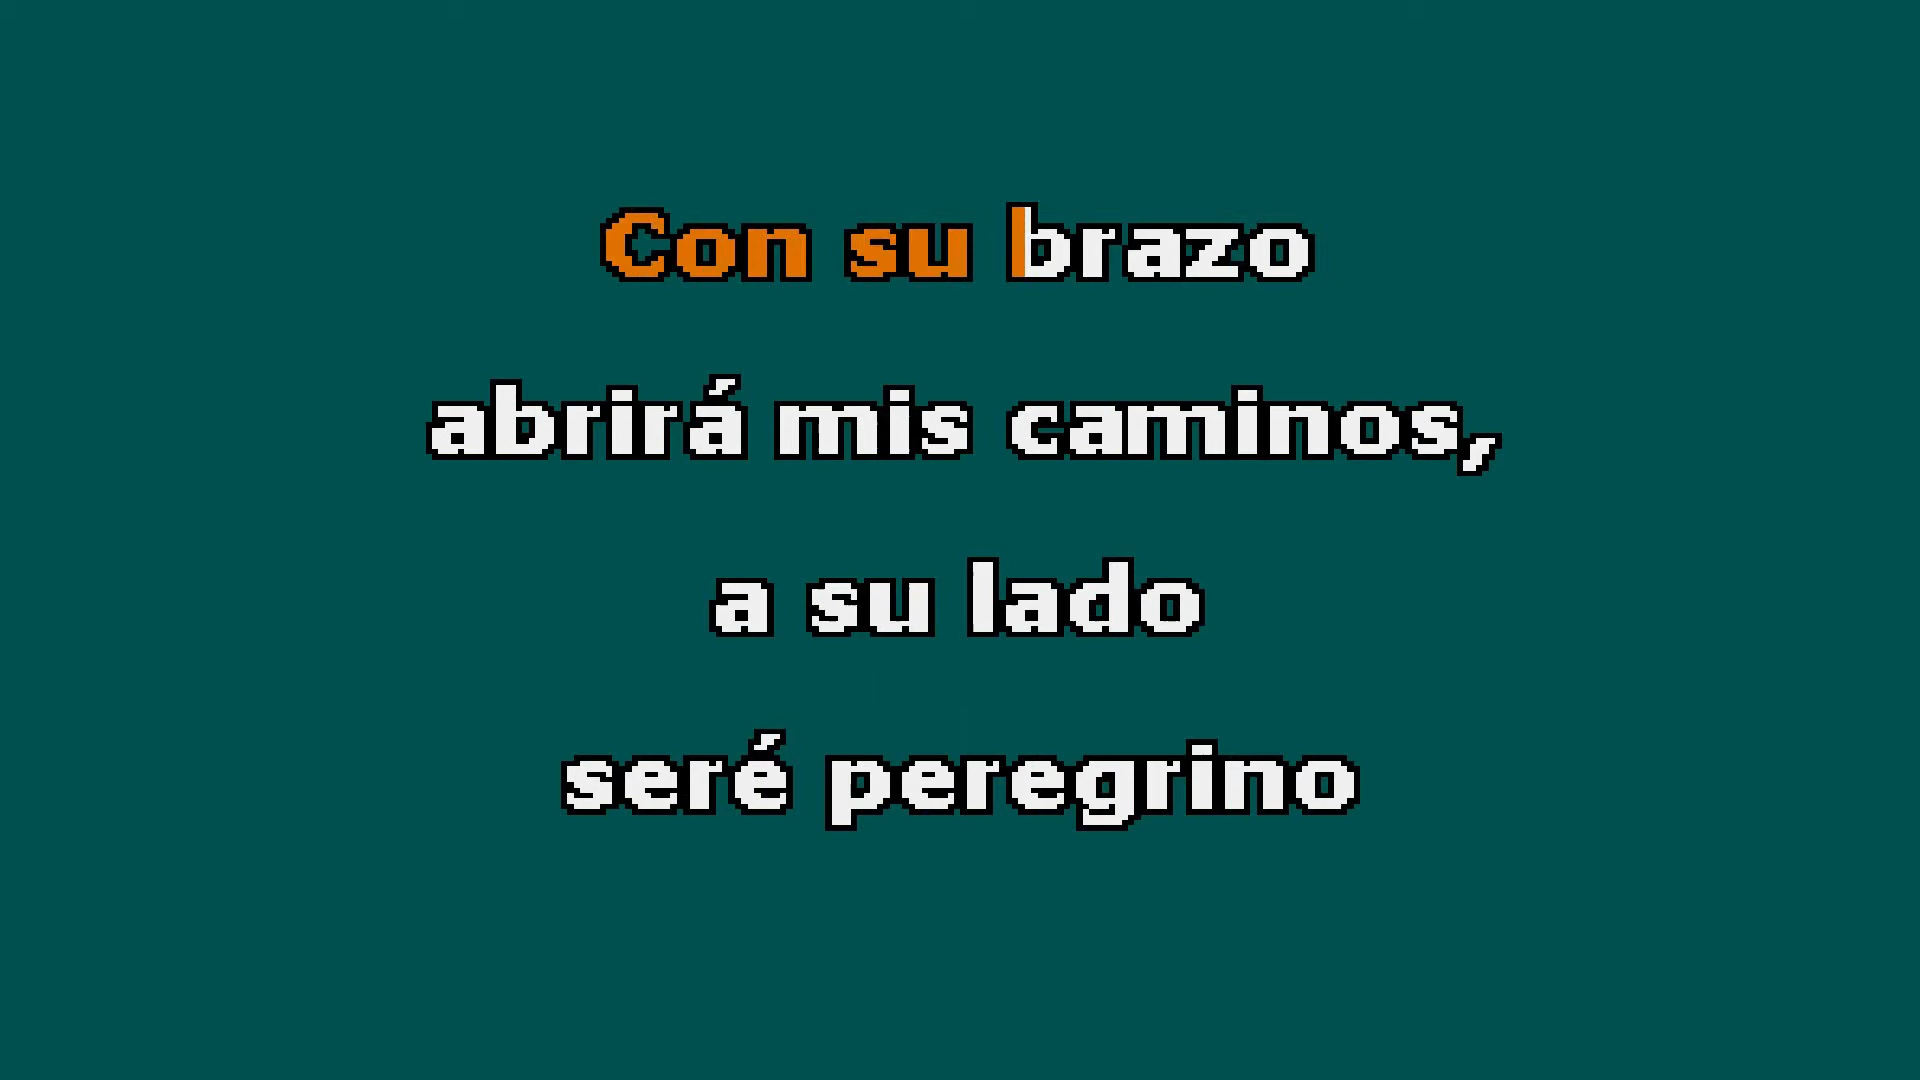 Con su brazo
abrirá mis caminos,
a su lado
seré peregrino